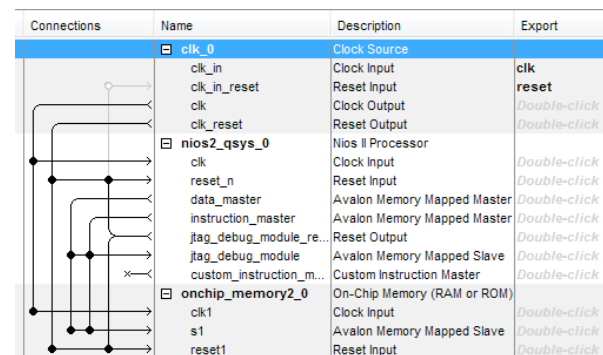 Connections Name Description Export
clk_0 Clock Source
clk_in Clock Input clk
clk_in_reset Reset Input reset
clk Clock Output Double-click
clk_reset Reset Output Double-click
nios2_qsys_0 Nios II Processor
clk Clock Input Double-click
reset_n Reset Input Double-click
data_master Avalon Memory Mapped Master Double-click
instruction_master Avalon Memory Mapped Master Double-click
jtag_debug_module_re... Reset Output Double-click
jtag_debug_module Avalon Memory Mapped Slave Double-click
custom_instruction_m... Custom Instruction Master Double-click
onchip_memory2_0 On-Chip Memory (RAM or ROM)
clk1 Clock Input Double-click
s1 Avalon Memory Mapped Slave Double-click
reset1 Reset Input Double-click